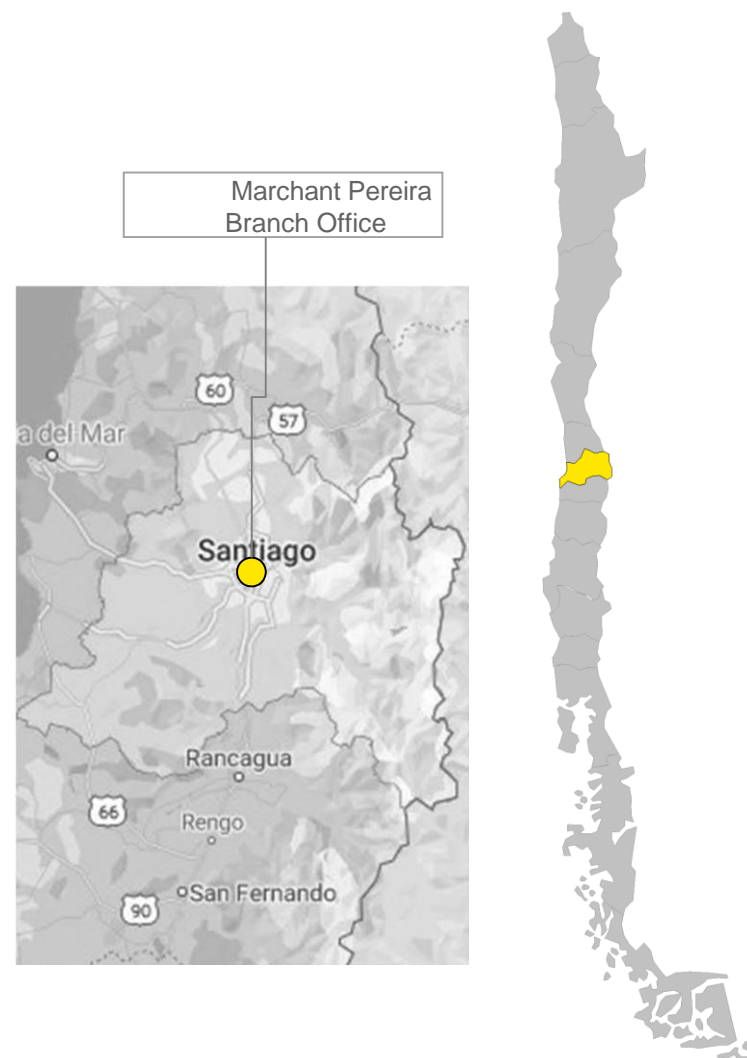 Marchant Pereira
Branch Office
60
57
a del Mar
Santiago
Rancagua
66
Rengo
San Fernando
90